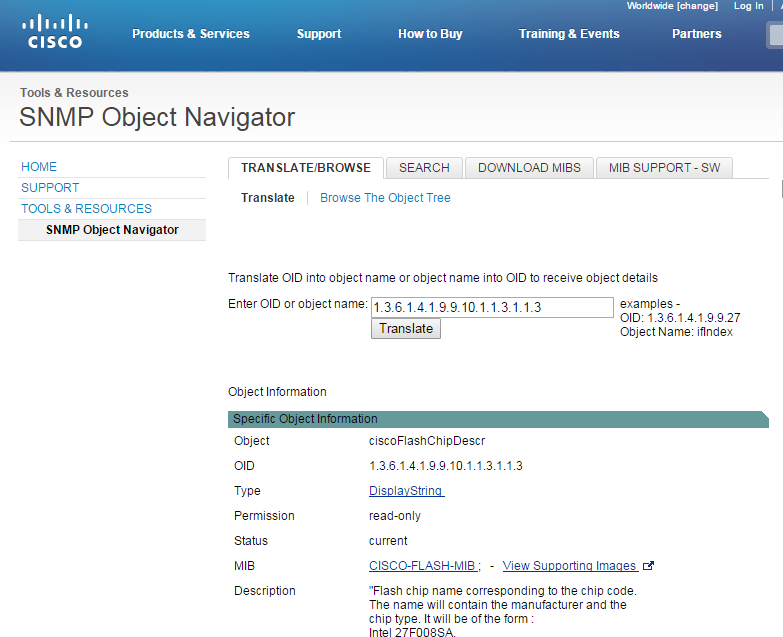 Worldwide [change] Log In
CISCO
Products & Services Support How to Buy Training & Events Partners
Tools & Resources
SNMP Object Navigator
HOME
SUPPORT
TOOLS & RESOURCES
SNMP Object Navigator
TRANSLATE/BROWSE SEARCH DOWNLOAD MIBS MIB SUPPORT - SW
Translate Browse The Object Tree
Translate OID into object name or object name into OID to receive object details
Enter OID or object name: 1.3.6.1.4.1.9.9.10.1.1.3.1.1.3
examples -
OID: 1.3.6.1.4.1.9.9.27
Object Name: ifIndex
Translate
Object Information
Specific Object Information
Object ciscoFlashChipDescr
OID 1.3.6.1.4.1.9.9.10.1.1.3.1.1.3
Type DisplayString
Permission read-only
Status current
MIB CISCO-FLASH-MIB ; - View Supporting Images
Description "Flash chip name corresponding to the chip code.
The name will contain the manufacturer and the
chip type. It will be of the form :
Intel 27F008SA.